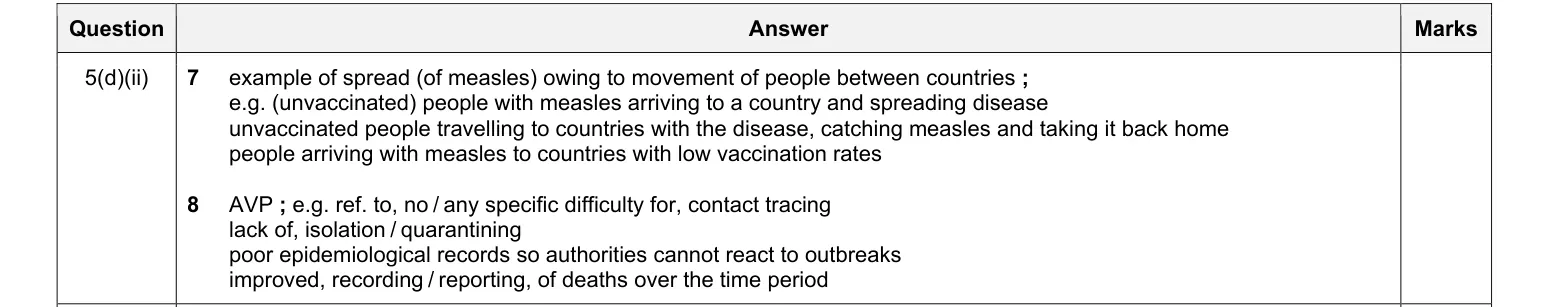 Question Answer Marks
5(d)(ii) 7 example of spread (of measles) owing to movement of people between countries ;
e.g. (unvaccinated) people with measles arriving to a country and spreading disease
unvaccinated people travelling to countries with the disease, catching measles and taking it back home
people arriving with measles to countries with low vaccination rates
8 AVP ; e.g. ref. to, no / any specific difficulty for, contact tracing
lack of, isolation / quarantining
poor epidemiological records so authorities cannot react to outbreaks
improved, recording / reporting, of deaths over the time period